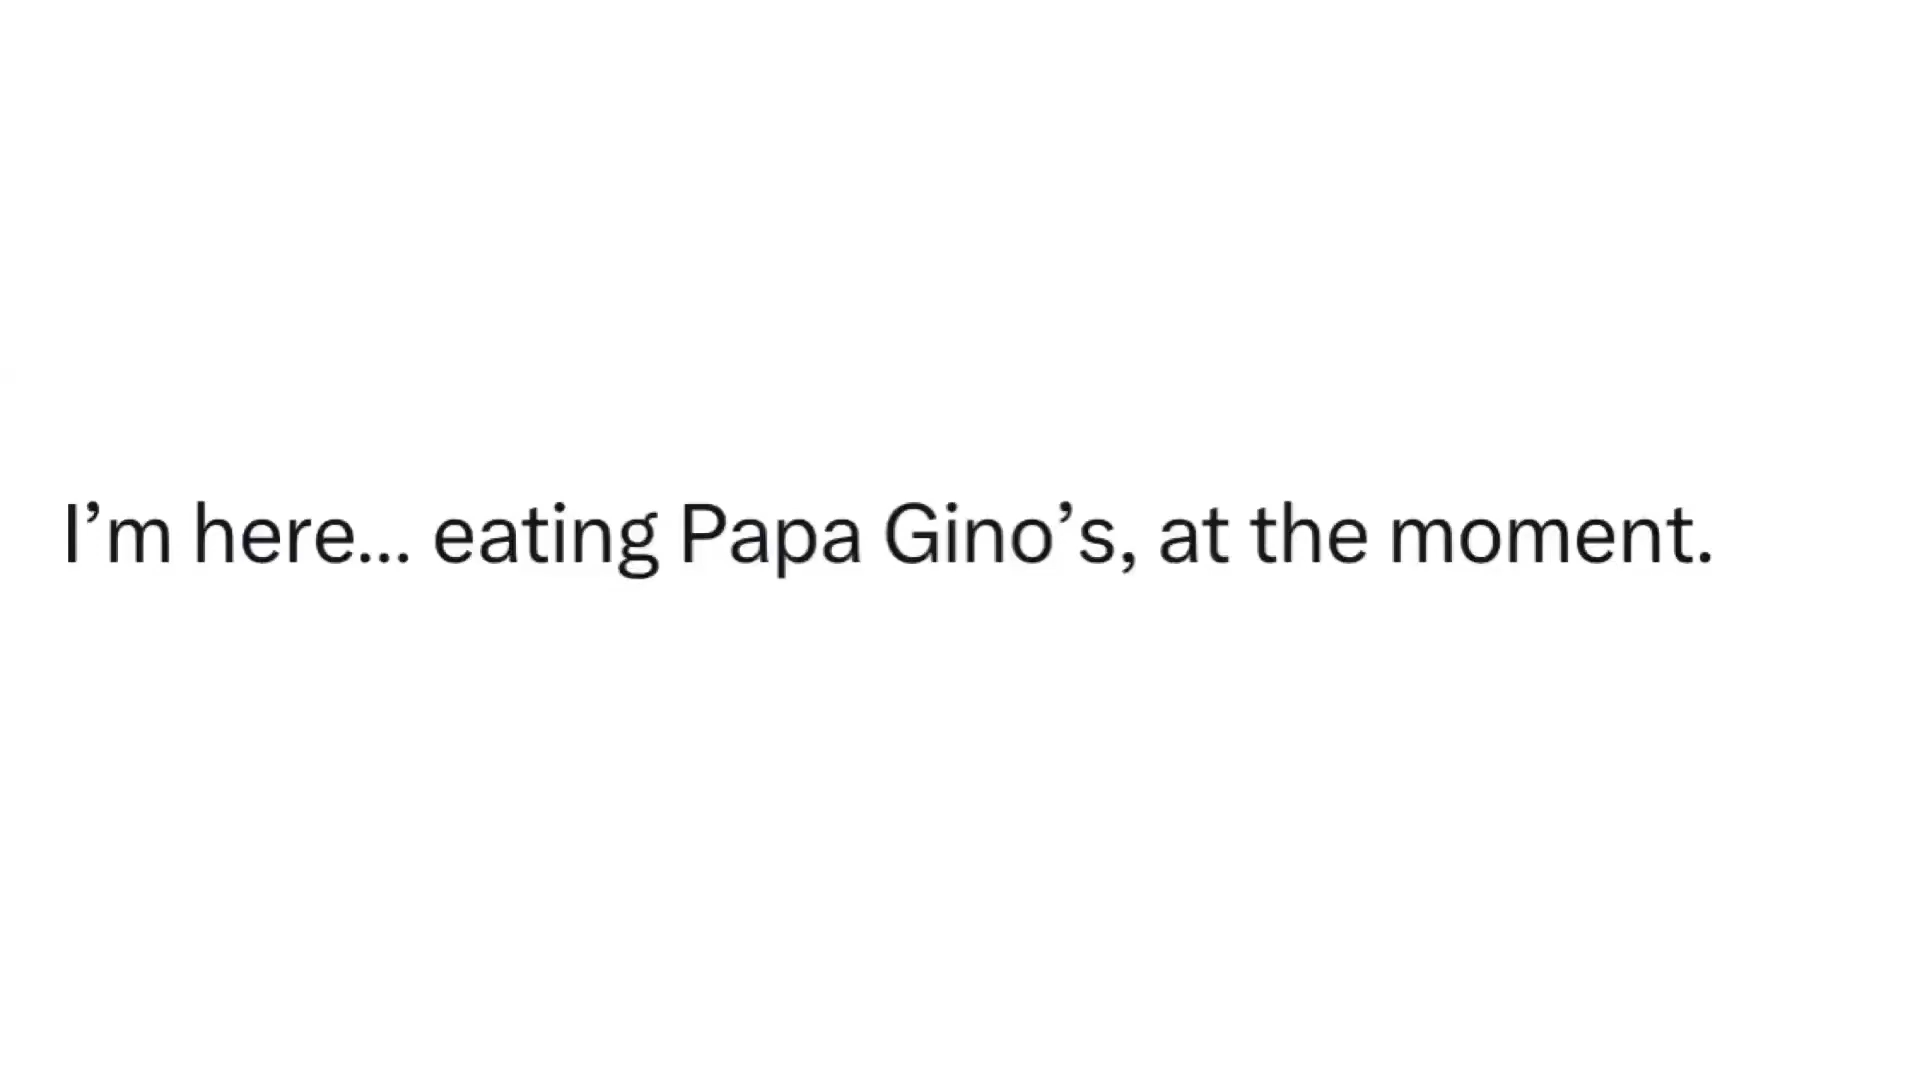 I’m here... eating Papa Gino’s, at the moment.